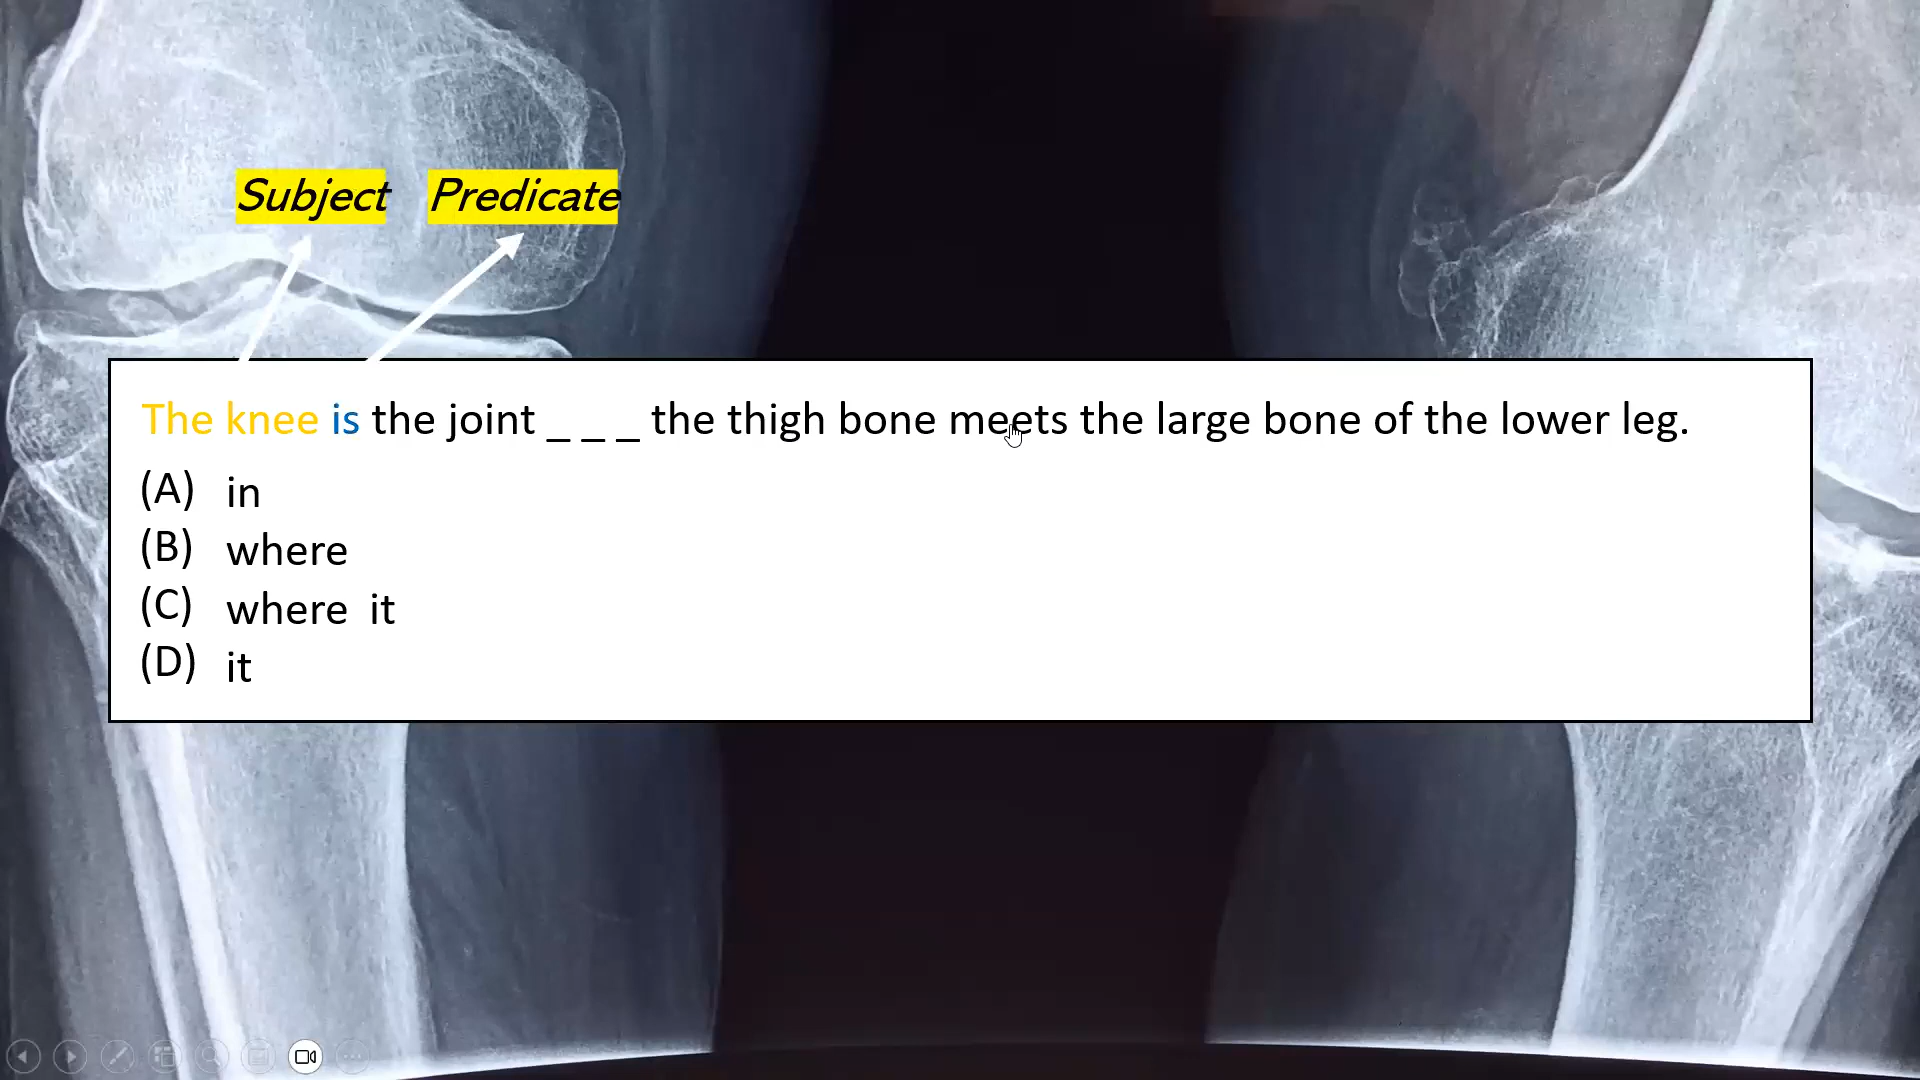 Subject Predicate
The knee is the joint _ _ _ the thigh bone meets the large bone of the lower leg.
(A) in
(B) where
(C) where it
(D) it